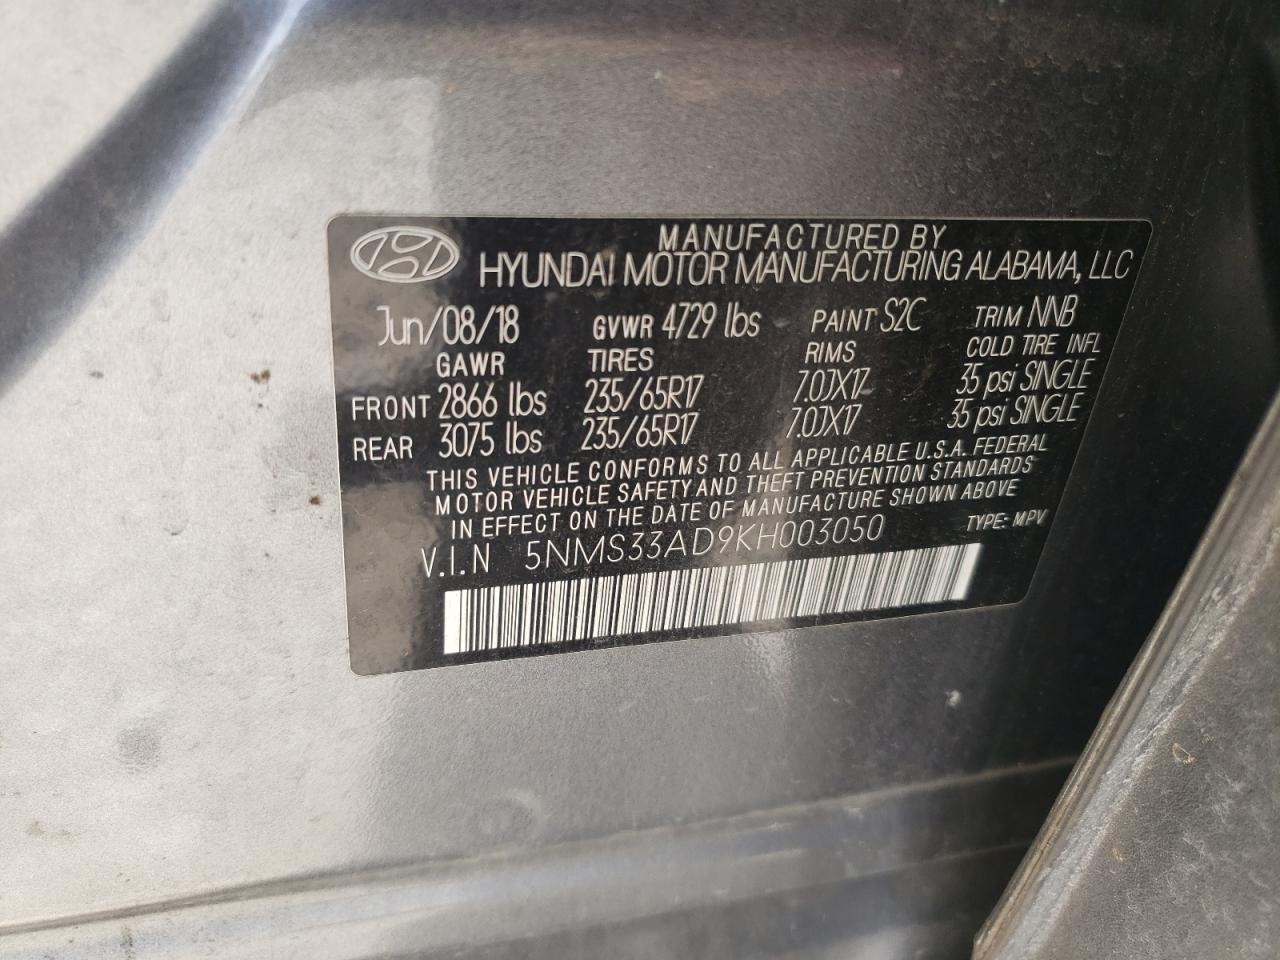 MANUFACTURED BY
HYUNDAI MOTOR MANUFACTURING ALABAMA, LLC
Jun/08/18 GVWR 4729 lbs PAINT S2C TRIM NNB
GAWR TIRES RIMS COLD TIRE INFL
FRONT 2866 lbs 235/65R17 7.0JX17 35 psi SINGLE
REAR 3075 lbs 235/65R17 7.0JX17 35 psi SINGLE
THIS VEHICLE CONFORMS TO ALL APPLICABLE U.S.A. FEDERAL
MOTOR VEHICLE SAFETY AND THEFT PREVENTION STANDARDS
IN EFFECT ON THE DATE OF MANUFACTURE SHOWN ABOVE
V.I.N 5NMS33AD9KH003050 TYPE: MPV